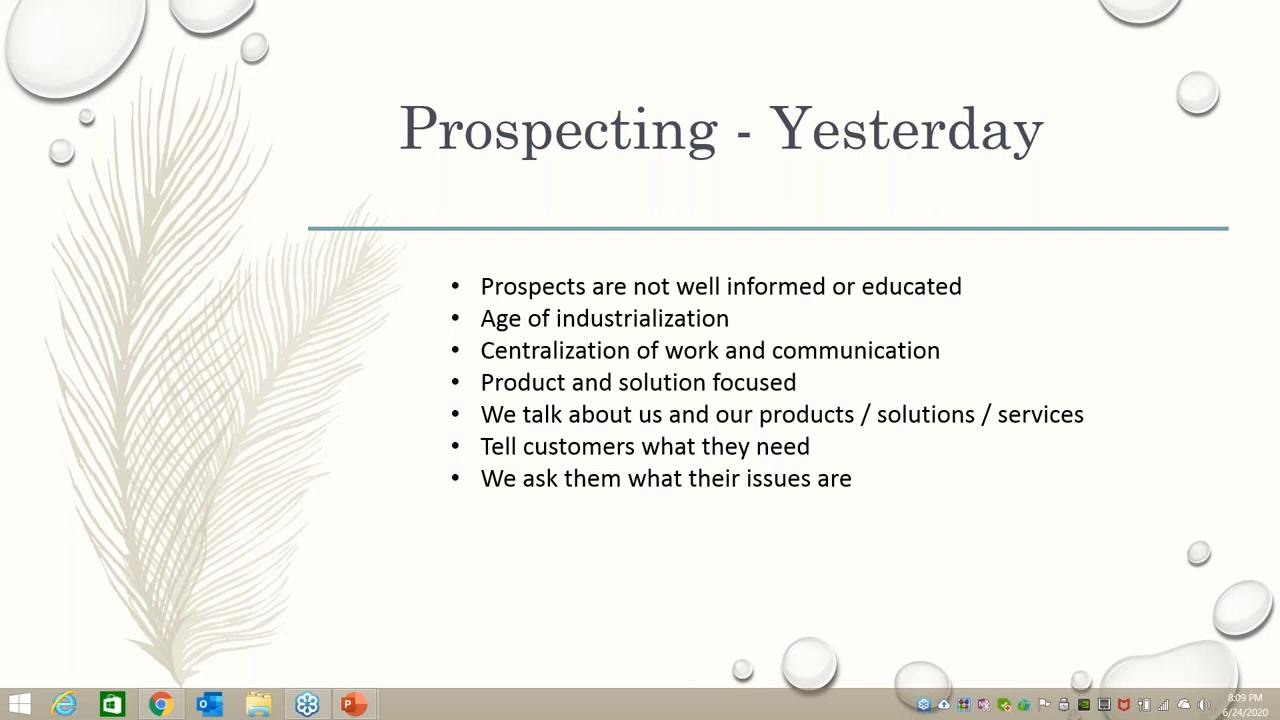 Prospecting - Yesterday
• Prospects are not well informed or educated
• Age of industrialization
• Centralization of work and communication
• Product and solution focused
• We talk about us and our products / solutions / services
• Tell customers what they need
• We ask them what their issues are
8:09 PM
6/24/2020